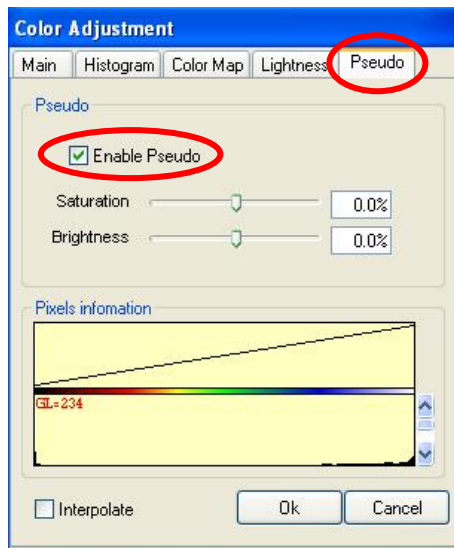 Color Adjustment
Main Histogram Color Map Lightness Pseudo
Pseudo
Enable Pseudo
Saturation 0.0%
Brightness 0.0%
Pixels infomation
GL=234
Interpolate Ok Cancel